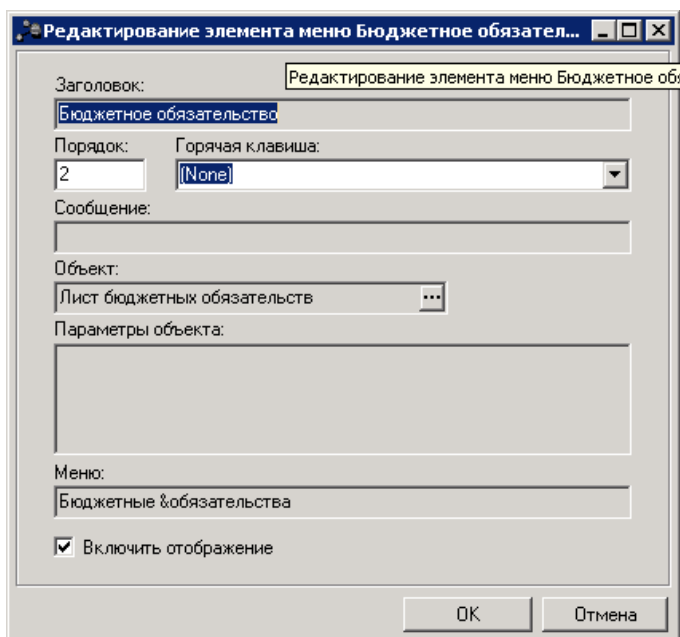 Редактирование элемента меню Бюджетное обязател...
Редактирование элемента меню Бюджетное обя
Заголовок:
Бюджетное обязательство
Порядок: Горячая клавиша:
2 (None)
Сообщение:
Объект:
Лист бюджетных обязательств ...
Параметры объекта:
Меню:
Бюджетные &обязательства
Включить отображение
OK Отмена